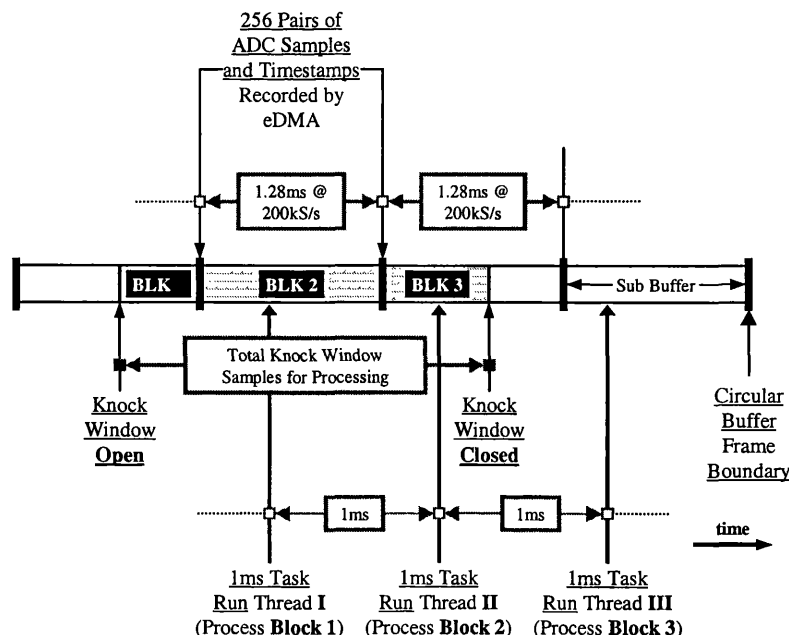 256 Pairs of
ADC Samples
and Timestamps
Recorded by
eDMA
1.28ms @
200kS/s
1.28ms @
200kS/s
BLK
BLK 2
BLK 3
Sub Buffer
Total Knock Window
Samples for Processing
Knock
Window
Open
Knock
Window
Closed
Circular
Buffer
Frame
Boundary
1ms
1ms
time
1ms Task
Run Thread I
(Process Block 1)
1ms Task
Run Thread II
(Process Block 2)
1ms Task
Run Thread III
(Process Block 3)